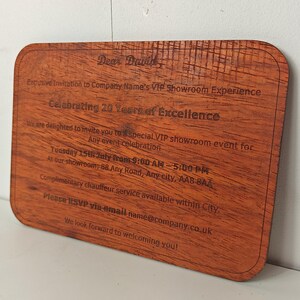 Dear David,
Exclusive Invitation to Company Name's VIP Showroom Experience
Celebrating 20 Years of Excellence
We are delighted to invite you to a special VIP showroom event for
Any event celebration
Tuesday 15th July from 9:00 AM – 5:00 PM
At our showroom: 88 Any Road, Any city, AA8 8AZ
Complimentary chauffeur service available within City.
Please RSVP via email name@company.co.uk
We look forward to welcoming you!